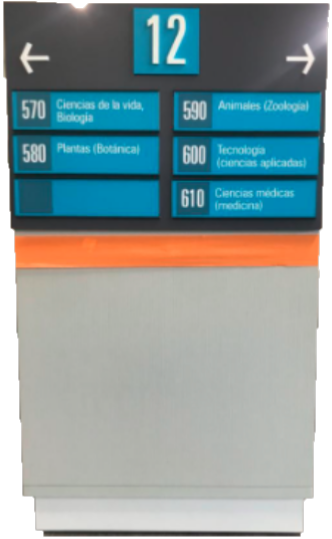 12
570 Ciencias de la vida,
Biología
580 Plantas (Botánica)
590 Animales (Zoología)
600 Tecnología
(ciencias aplicadas)
610 Ciencias médicas
(medicina)